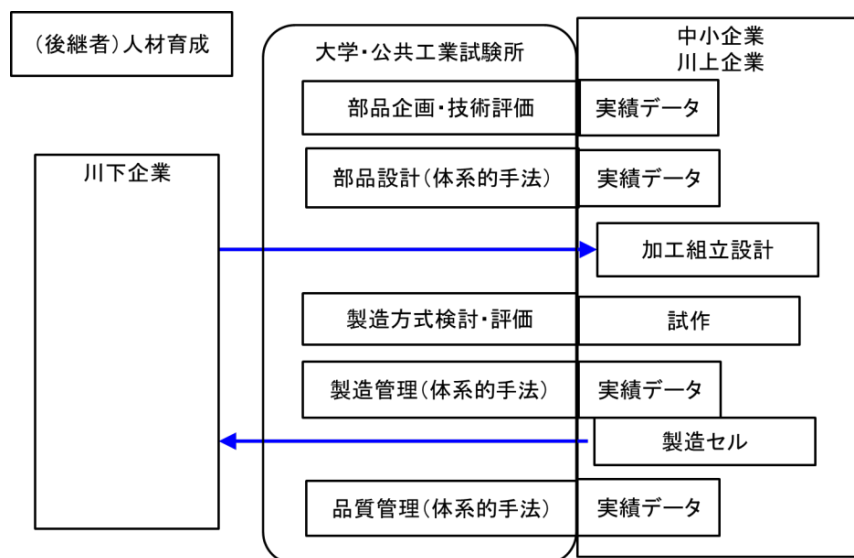 (後継者)人材育成
大学・公共工業試験所
中小企業
川上企業
部品企画・技術評価
実績データ
川下企業
部品設計(体系的手法)
実績データ
加工組立設計
製造方式検討・評価
試作
製造管理(体系的手法)
実績データ
製造セル
品質管理(体系的手法)
実績データ